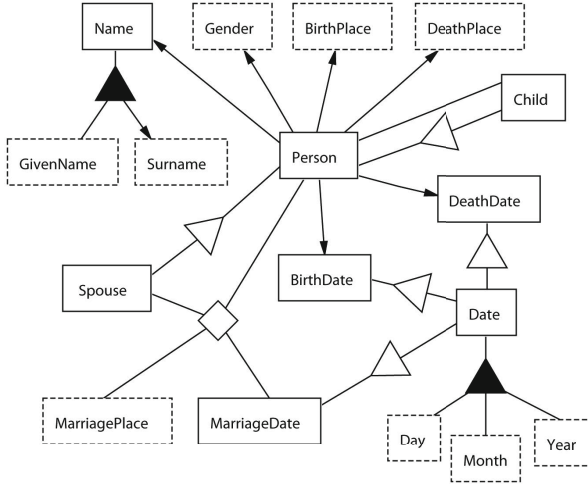 Name
Gender
BirthPlace
DeathPlace
Child
GivenName
Surname
Person
DeathDate
Spouse
BirthDate
Date
MarriagePlace
MarriageDate
Day
Month
Year